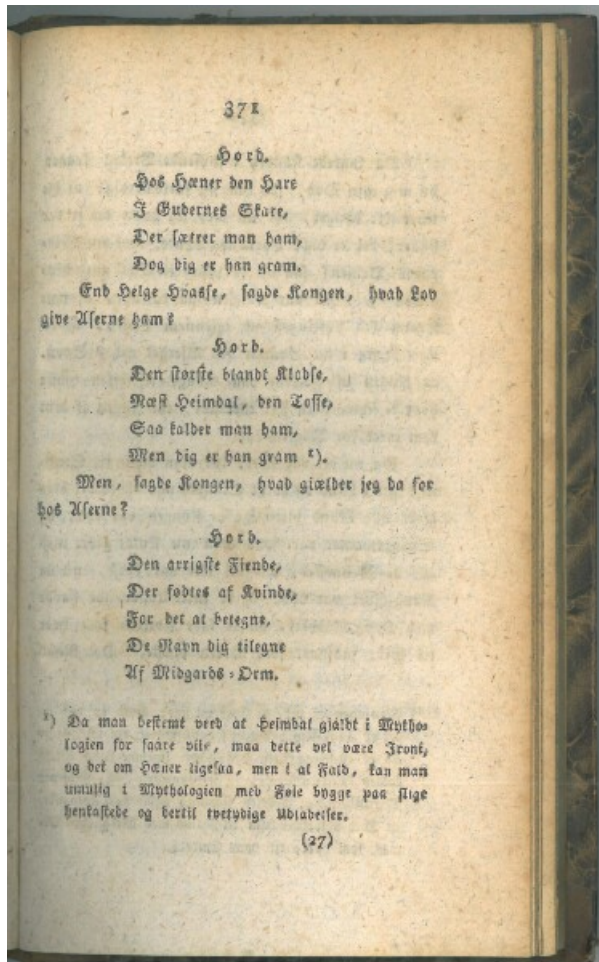 371
Hord.
Hos Hæner den Hare
I Gudernes Skare,
Der sætter man ham,
Dog dig er han gram.
End Helge Hvasse, sagde Kongen, hvad Lov
give Aserne ham?
Hord.
Den største blandt Klodse,
Næst Heimdal, den Tosse,
Saa kalder man ham,
Men dig er han gram ¹).
Men, sagde Kongen, hvad giælder jeg da for
hos Aserne?
Hord.
Den arrigste Fiende,
Der fødtes af Kvinde,
For det at betegne,
De Navn dig tilegne
Af Midgards-Orm.
¹) Da man bestemt veed at Heimdal gjaldt i Mytho-
logien for saare viis, maa dette vel være Ironi,
og det om Hæner ligesaa, men i al Fald, kan man
umulig i Mythologien med Føie bygge paa slige
henkastede og dertil tvetydige Udladelser.
(27)